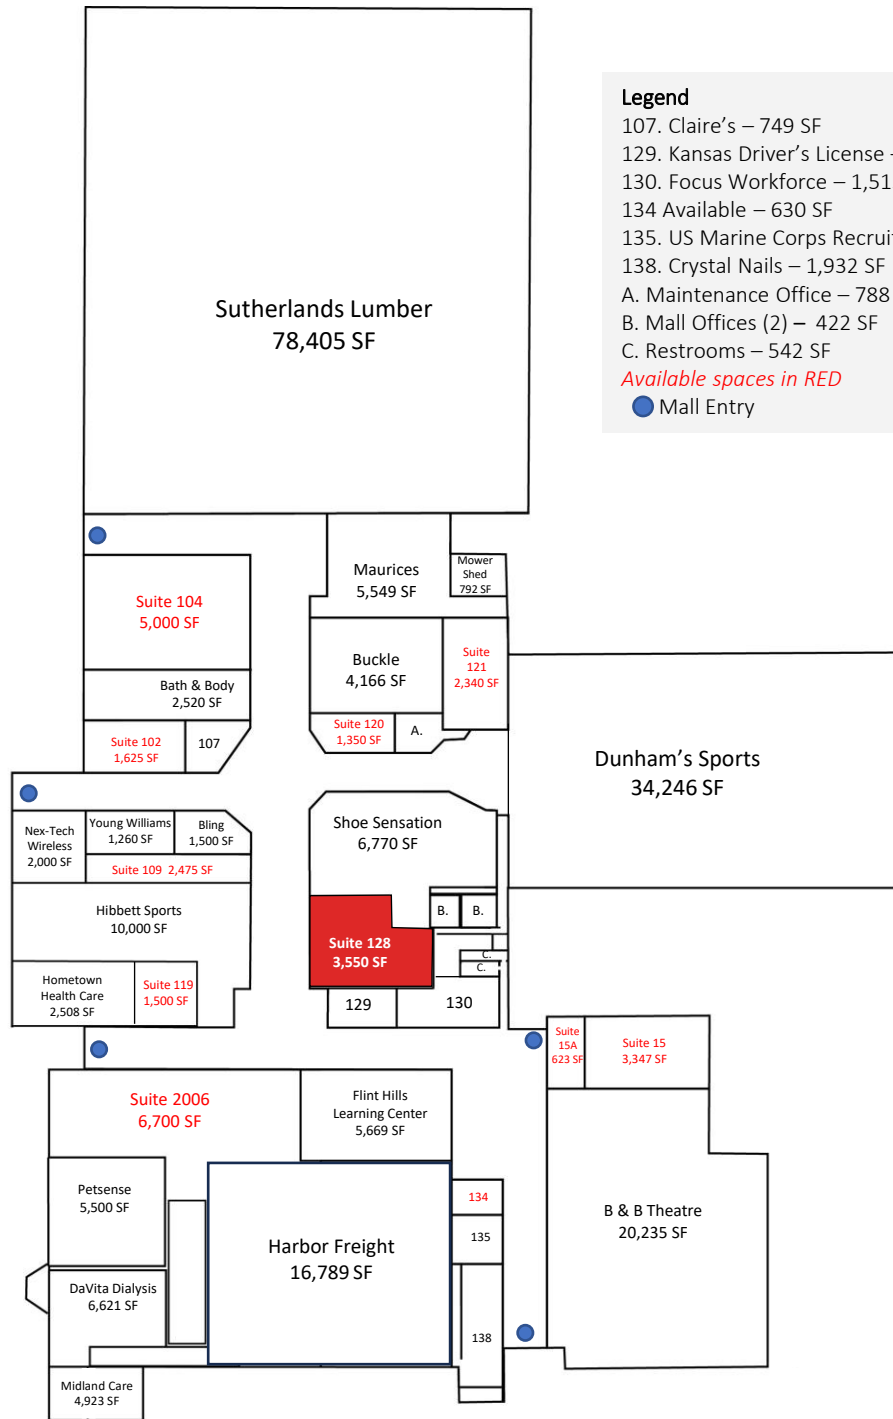 Legend
107. Claire's – 749 SF
129. Kansas Driver's License –
130. Focus Workforce – 1,51
134 Available – 630 SF
135. US Marine Corps Recruit
138. Crystal Nails – 1,932 SF
A. Maintenance Office – 788
B. Mall Offices (2) – 422 SF
C. Restrooms – 542 SF
Available spaces in RED
Mall Entry
Sutherlands Lumber
78,405 SF
Maurices
5,549 SF
Mower
Shed
792 SF
Suite 104
5,000 SF
Buckle
4,166 SF
Suite
121
2,340 SF
Bath & Body
2,520 SF
Suite 102
1,625 SF
107
Suite 120
1,350 SF
A.
Dunham's Sports
34,246 SF
Nex-Tech
Wireless
2,000 SF
Young Williams
1,260 SF
Bling
1,500 SF
Suite 109 2,475 SF
Shoe Sensation
6,770 SF
Hibbett Sports
10,000 SF
B.
B.
Suite 128
3,550 SF
C.
C.
Hometown
Health Care
2,508 SF
Suite 119
1,500 SF
129
130
Suite
15A
623 SF
Suite 15
3,347 SF
Suite 2006
6,700 SF
Flint Hills
Learning Center
5,669 SF
Petsense
5,500 SF
134
135
B & B Theatre
20,235 SF
Harbor Freight
16,789 SF
DaVita Dialysis
6,621 SF
138
Midland Care
4,923 SF